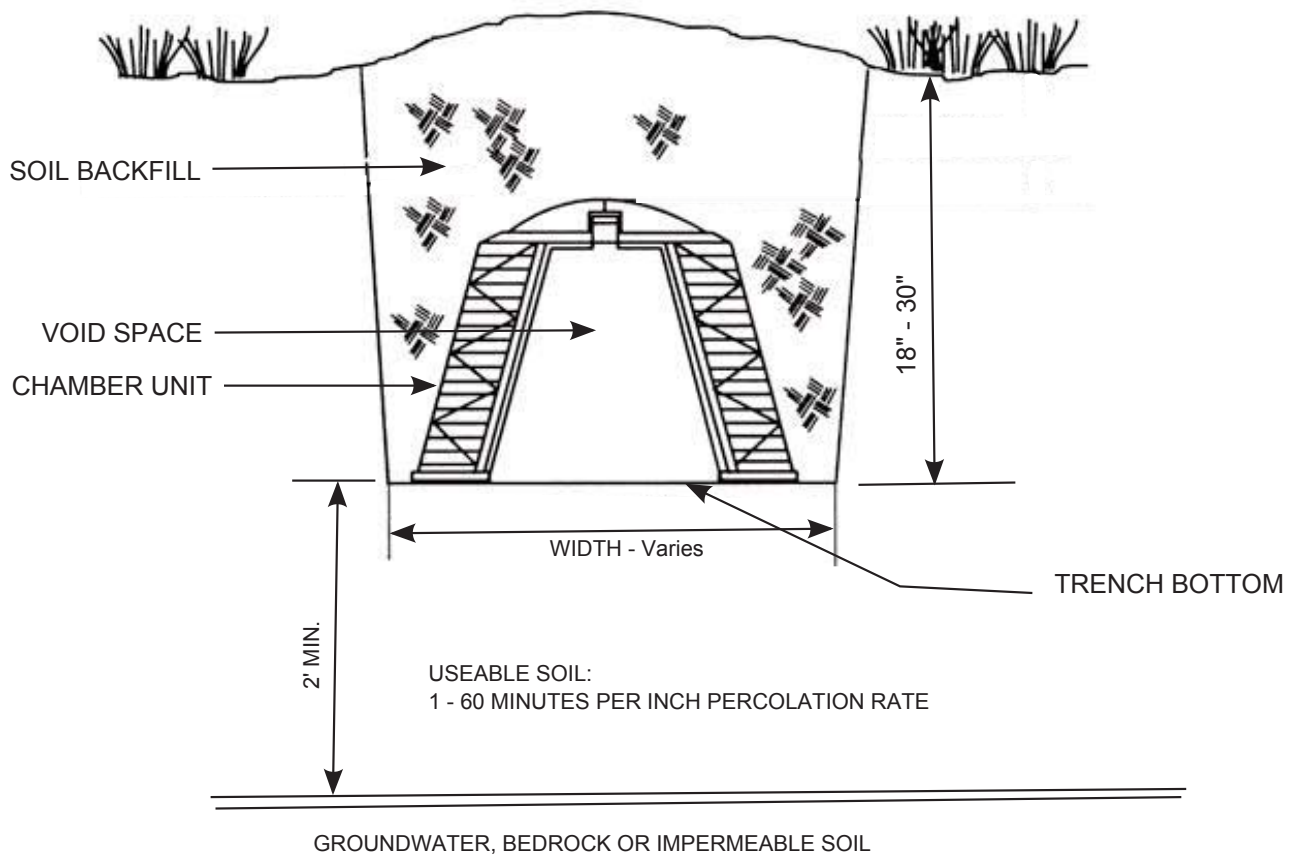 SOIL BACKFILL
VOID SPACE
CHAMBER UNIT
18" - 30"
WIDTH - Varies
TRENCH BOTTOM
2' MIN.
USEABLE SOIL:
1 - 60 MINUTES PER INCH PERCOLATION RATE
GROUNDWATER, BEDROCK OR IMPERMEABLE SOIL